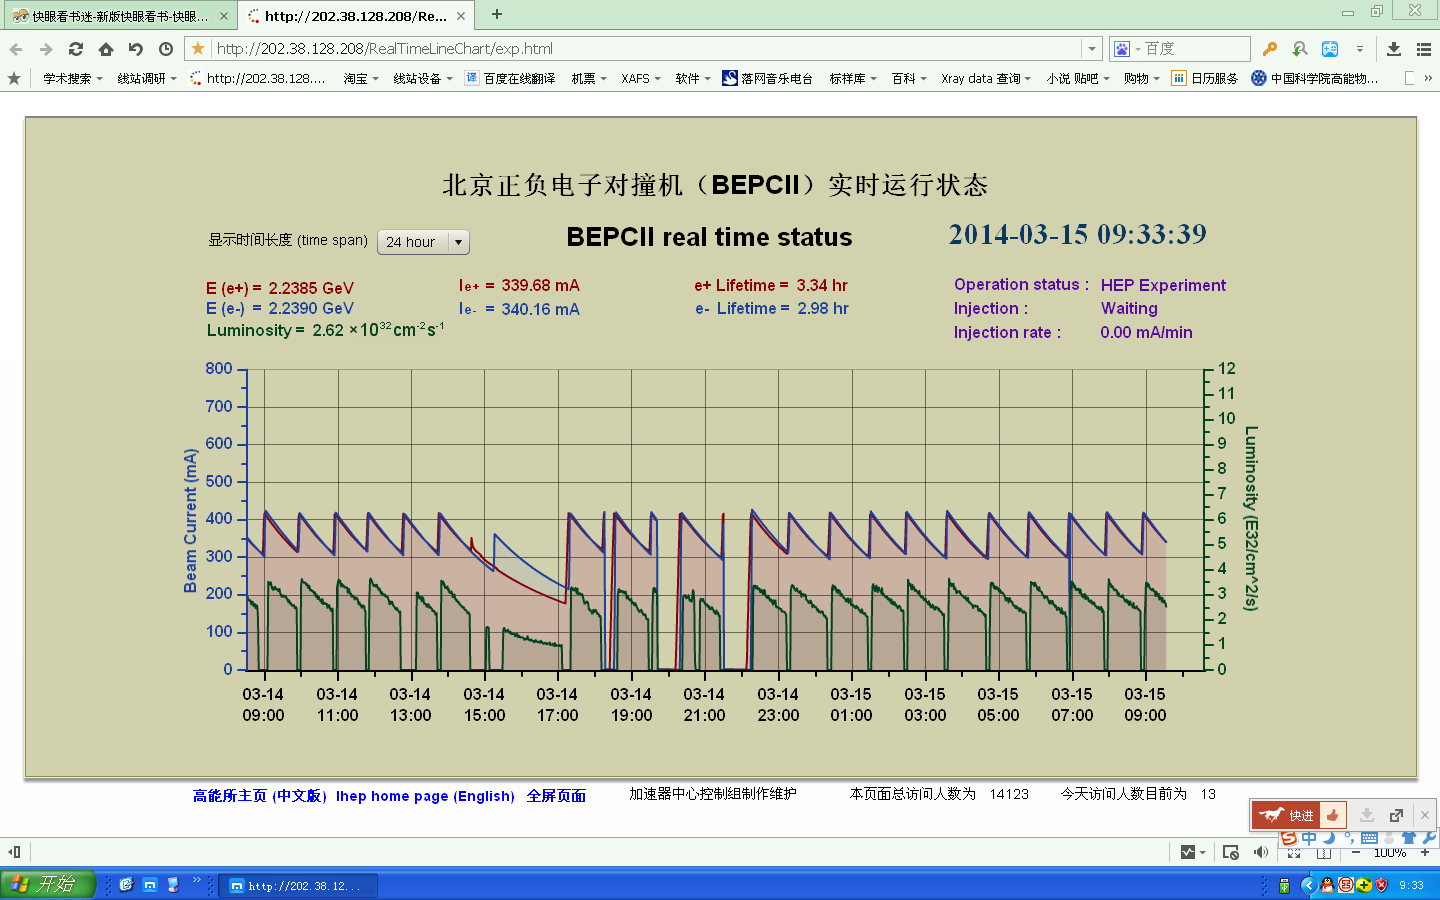 快眼看书迷-新版快眼看书-快眼... http://202.38.128.208/Re...
http://202.38.128.208/RealTimeLineChart/exp.html 百度
学术搜索 线站调研 http://202.38.128.... 淘宝 线站设备 百度在线翻译 机票 XAFS 软件 落网音乐电台 标样库 百科 Xray data 查询 小说 贴吧 购物 日历服务 中国科学院高能物...
北京正负电子对撞机（BEPCII）实时运行状态
显示时间长度 (time span) 24 hour BEPCII real time status 2014-03-15 09:33:39
E (e+) = 2.2385 GeV Ie+ = 339.68 mA e+ Lifetime = 3.34 hr Operation status : HEP Experiment
E (e-) = 2.2390 GeV Ie- = 340.16 mA e- Lifetime = 2.98 hr Injection : Waiting
Luminosity = 2.62 ×10³²cm⁻²s⁻¹ Injection rate : 0.00 mA/min
800 12
11
700
10
600 9
8
500
7
400 6
5
300
4
200 3
2
100
1
0 0
Beam Current (mA)
Luminosity (E32/cm^2/s)
03-14 03-14 03-14 03-14 03-14 03-14 03-14 03-14 03-15 03-15 03-15 03-15 03-15
09:00 11:00 13:00 15:00 17:00 19:00 21:00 23:00 01:00 03:00 05:00 07:00 09:00
高能所主页 (中文版) Ihep home page (English) 全屏页面 加速器中心控制组制作维护 本页面总访问人数为 14123 今天访问人数目前为 13
快进
中
100%
开始 http://202.38.12... 9:33